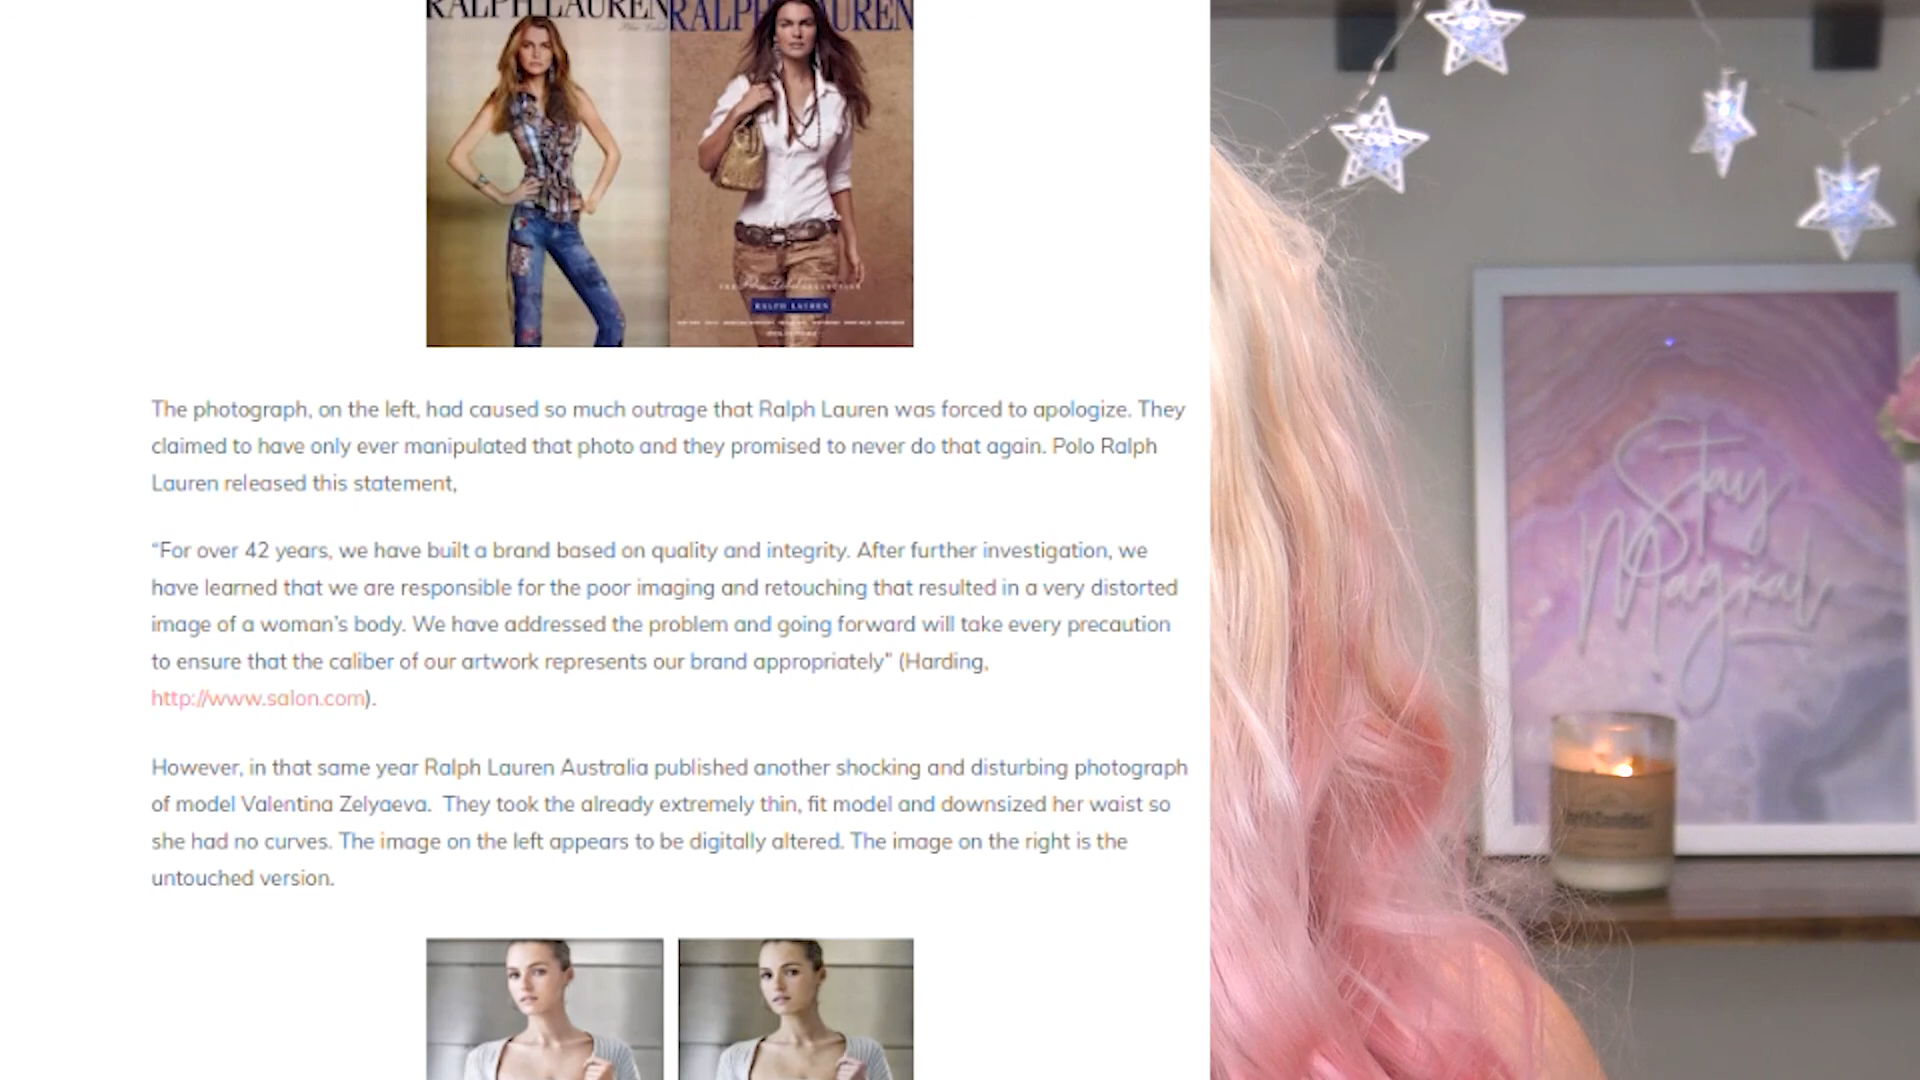 RALPH LAUREN RALPH LAUREN
RALPH LAUREN
The photograph, on the left, had caused so much outrage that Ralph Lauren was forced to apologize. They
claimed to have only ever manipulated that photo and they promised to never do that again. Polo Ralph
Lauren released this statement,
“For over 42 years, we have built a brand based on quality and integrity. After further investigation, we
have learned that we are responsible for the poor imaging and retouching that resulted in a very distorted
image of a woman’s body. We have addressed the problem and going forward will take every precaution
to ensure that the caliber of our artwork represents our brand appropriately” (Harding,
http://www.salon.com).
However, in that same year Ralph Lauren Australia published another shocking and disturbing photograph
of model Valentina Zelyaeva. They took the already extremely thin, fit model and downsized her waist so
she had no curves. The image on the left appears to be digitally altered. The image on the right is the
untouched version.
Stay
Magical